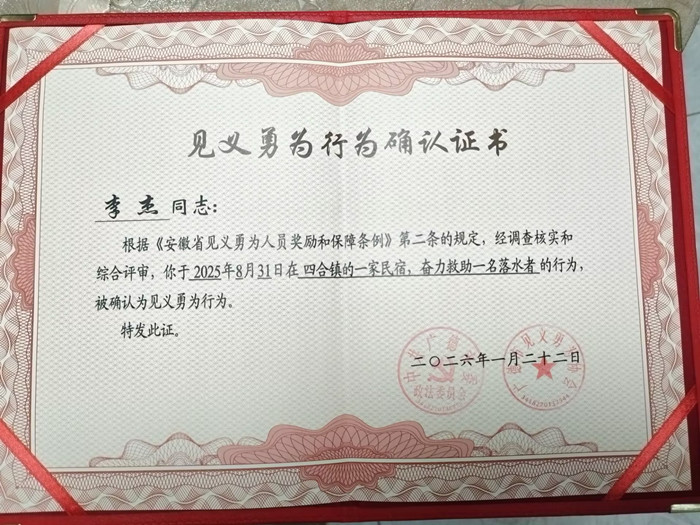 见义勇为行为确认证书
李杰同志：
根据《安徽省见义勇为人员奖励和保障条例》第二条的规定，经调查核实和
综合评审，你于2025年8月31日在四合镇的一家民宿，奋力救助一名落水者的行为，
被确认为见义勇为行为。
特发此证。
二〇二六年一月二十二日
政法委员会